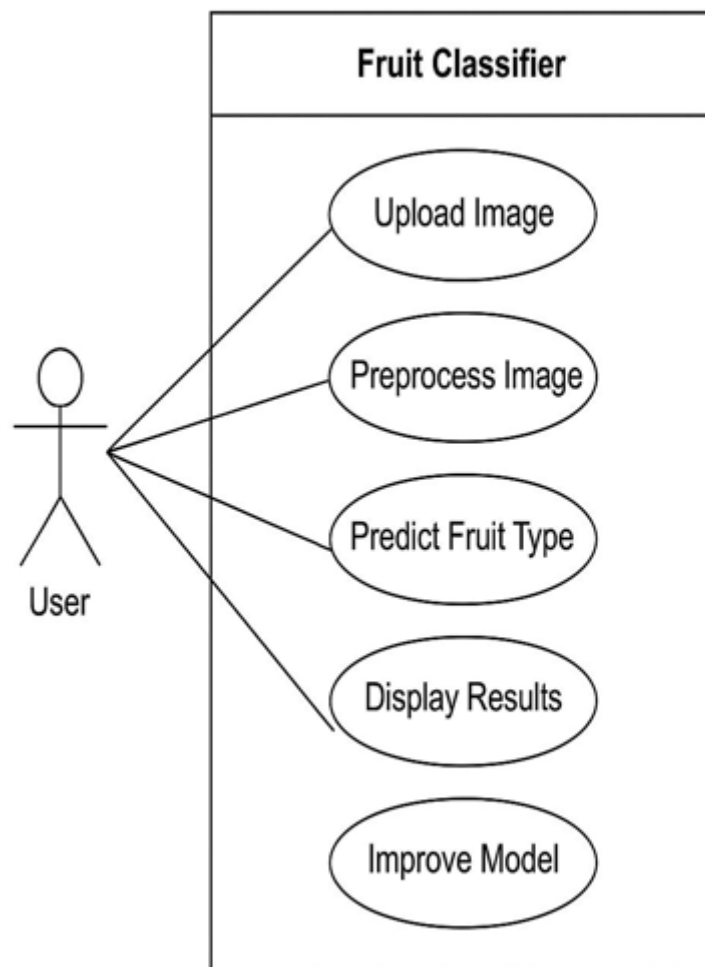 Fruit Classifier
Upload Image
Preprocess Image
Predict Fruit Type
User
Display Results
Improve Model